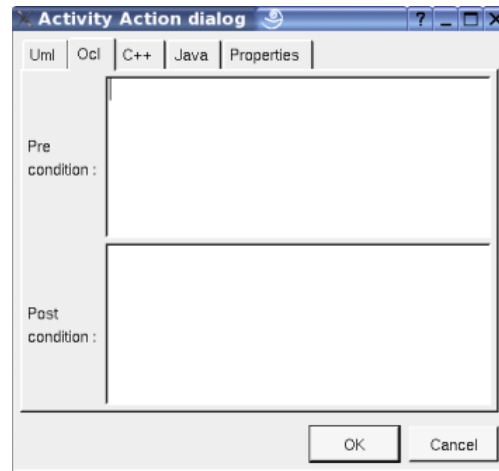 Activity Action dialog
Uml Ocl C++ Java Properties
Pre
condition :
Post
condition :
OK Cancel